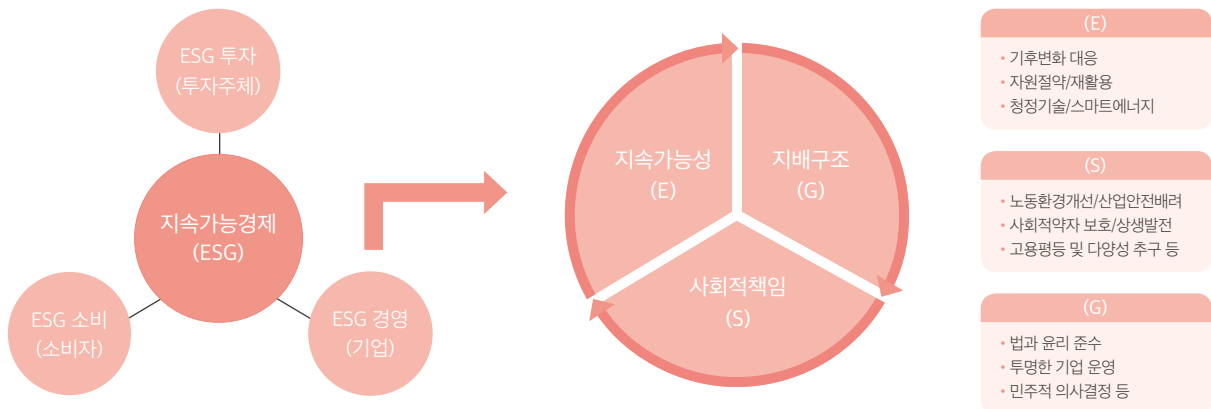 ESG 투자
(투자주체)
지속가능경제
(ESG)
ESG 소비
(소비자)
ESG 경영
(기업)
지속가능성
(E)
지배구조
(G)
사회적책임
(S)
(E)
• 기후변화 대응
• 자원절약/재활용
• 청정기술/스마트에너지
(S)
• 노동환경개선/산업안전배려
• 사회적약자 보호/상생발전
• 고용평등 및 다양성 추구 등
(G)
• 법과 윤리 준수
• 투명한 기업 운영
• 민주적 의사결정 등